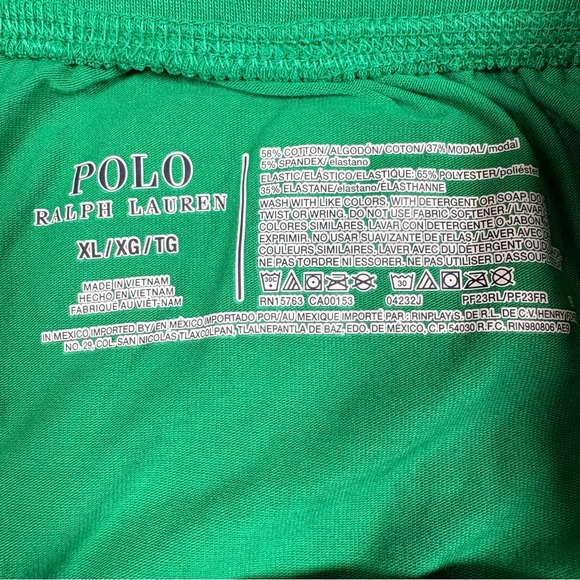 POLO
RALPH LAUREN
XL/XG/TG
MADE IN VIETNAM
HECHO EN VIETNAM
FABRIQUÉ AU VIÊT-NAM
58% COTTON/ ALGODÓN/ COTON/ 37% MODAL/ modal
5% SPANDEX/ elastano
ELASTIC/ELÁSTICO/ELASTIQUE: 65% POLYESTER/poliéster
35% ELASTANE/elastano/ÉLASTHANNE
WASH WITH LIKE COLORS, WITH DETERGENT OR SOAP. DO
TWIST OR WRING. DO NOT USE FABRIC SOFTENER./ LAVAR
COLORES SIMILARES. LAVAR CON DETERGENTO O JABÓN.
EXPRIMIR. NO USAR SUAVIZANTE DE TELAS./ LAVER AVEC
COULEURS SIMILAIRES. LAVER AVEC DU DÉTERGENT OU DU
PAS TORDRE NI ESSORER. NE PAS UTILISER D'ASSOUP
30C 30
RN15763 CA00153 04232J PF23RL/PF23FR
IN MEXICO IMPORTED BY/ EN MÉXICO IMPORTADO POR/ AU MEXIQUE IMPORTÉ PAR: RINPLAY S. DE R.L. DE C.V. HENRY
NO. 29, COL. SAN NICOLAS TLAXCOLPAN, TLALNEPANTLA DE BAZ, EDO. DE MÉXICO, C.P. 54030 R.F.C. RIN980806 AE9